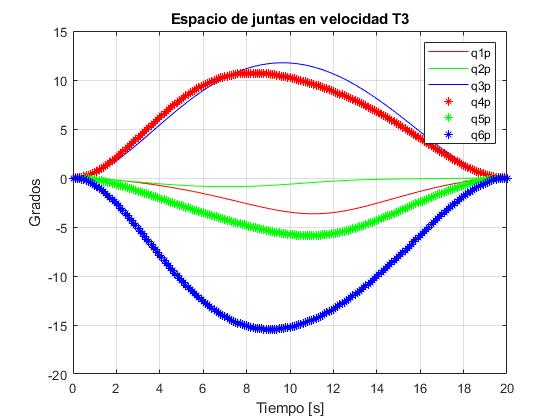 Espacio de juntas en velocidad T3
15
10
5
0
-5
-10
-15
-20
Grados
0 2 4 6 8 10 12 14 16 18 20
Tiempo [s]
q1p
q2p
q3p
q4p
q5p
q6p